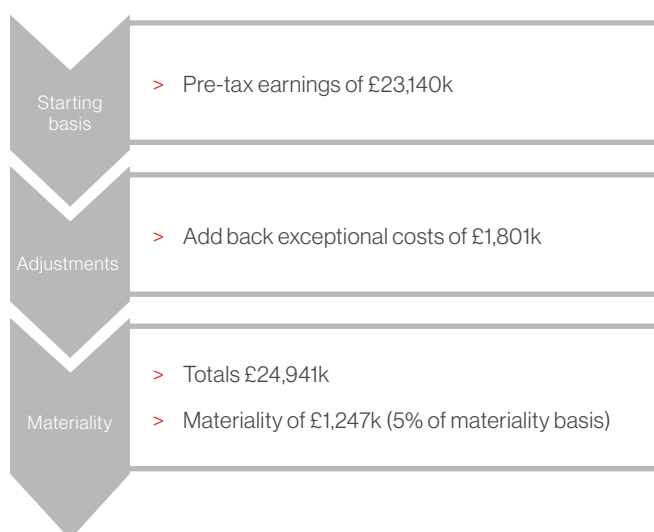 Starting
basis
> Pre-tax earnings of £23,140k
Adjustments
> Add back exceptional costs of £1,801k
Materiality
> Totals £24,941k
> Materiality of £1,247k (5% of materiality basis)